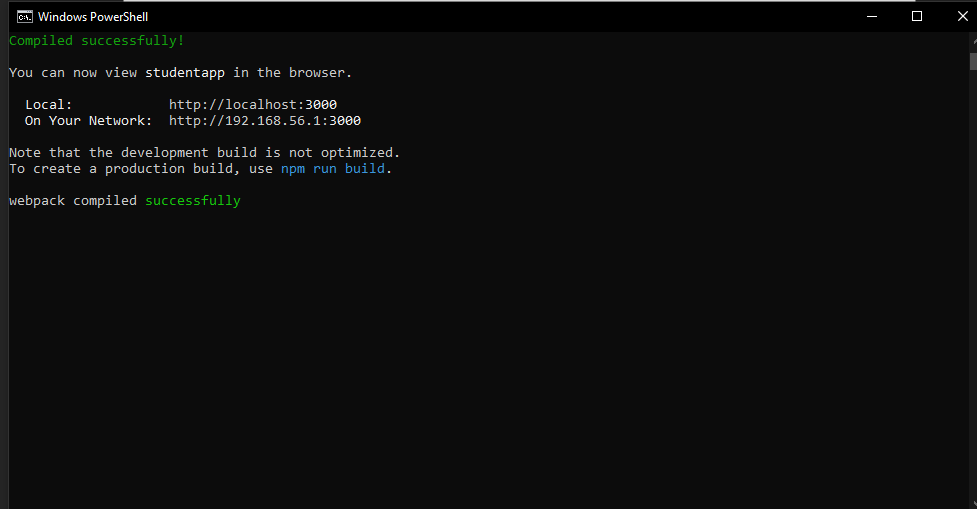 Windows PowerShell
Compiled successfully!
You can now view studentapp in the browser.
Local: http://localhost:3000
On Your Network: http://192.168.56.1:3000
Note that the development build is not optimized.
To create a production build, use npm run build.
webpack compiled successfully